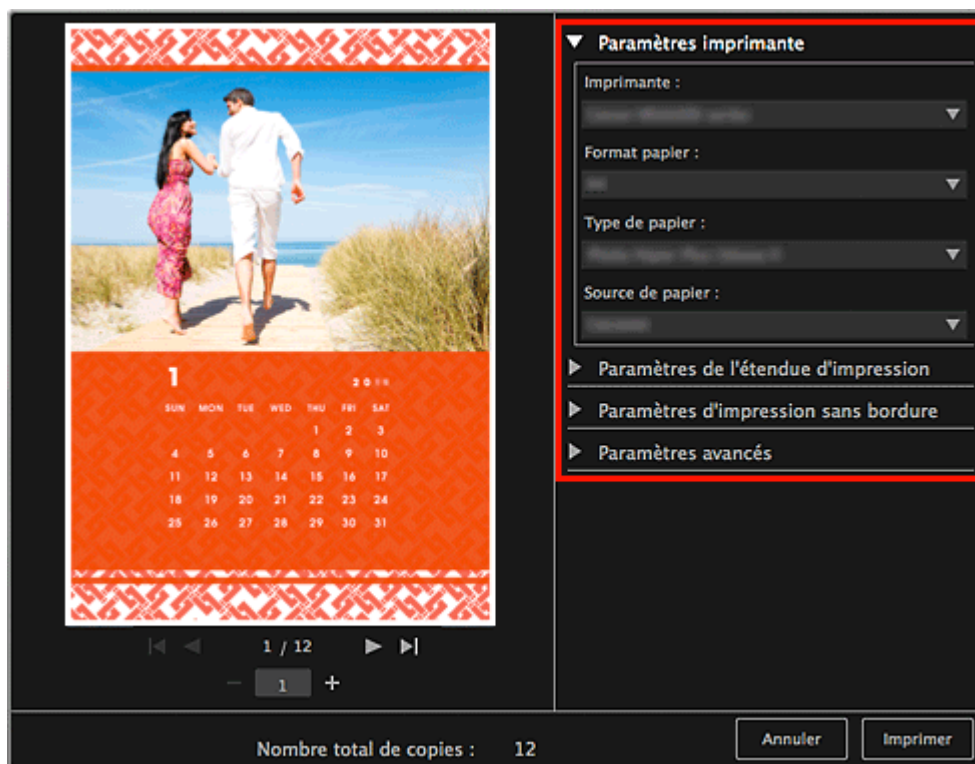 1
20
SUN MON TUE WED THU FRI SAT
1 2 3
4 5 6 7 8 9 10
11 12 13 14 15 16 17
18 19 20 21 22 23 24
25 26 27 28 29 30 31
1 / 12
1
Paramètres imprimante
Imprimante :
Format papier :
Type de papier :
Source de papier :
Paramètres de l'étendue d'impression
Paramètres d'impression sans bordure
Paramètres avancés
Nombre total de copies : 12
Annuler
Imprimer